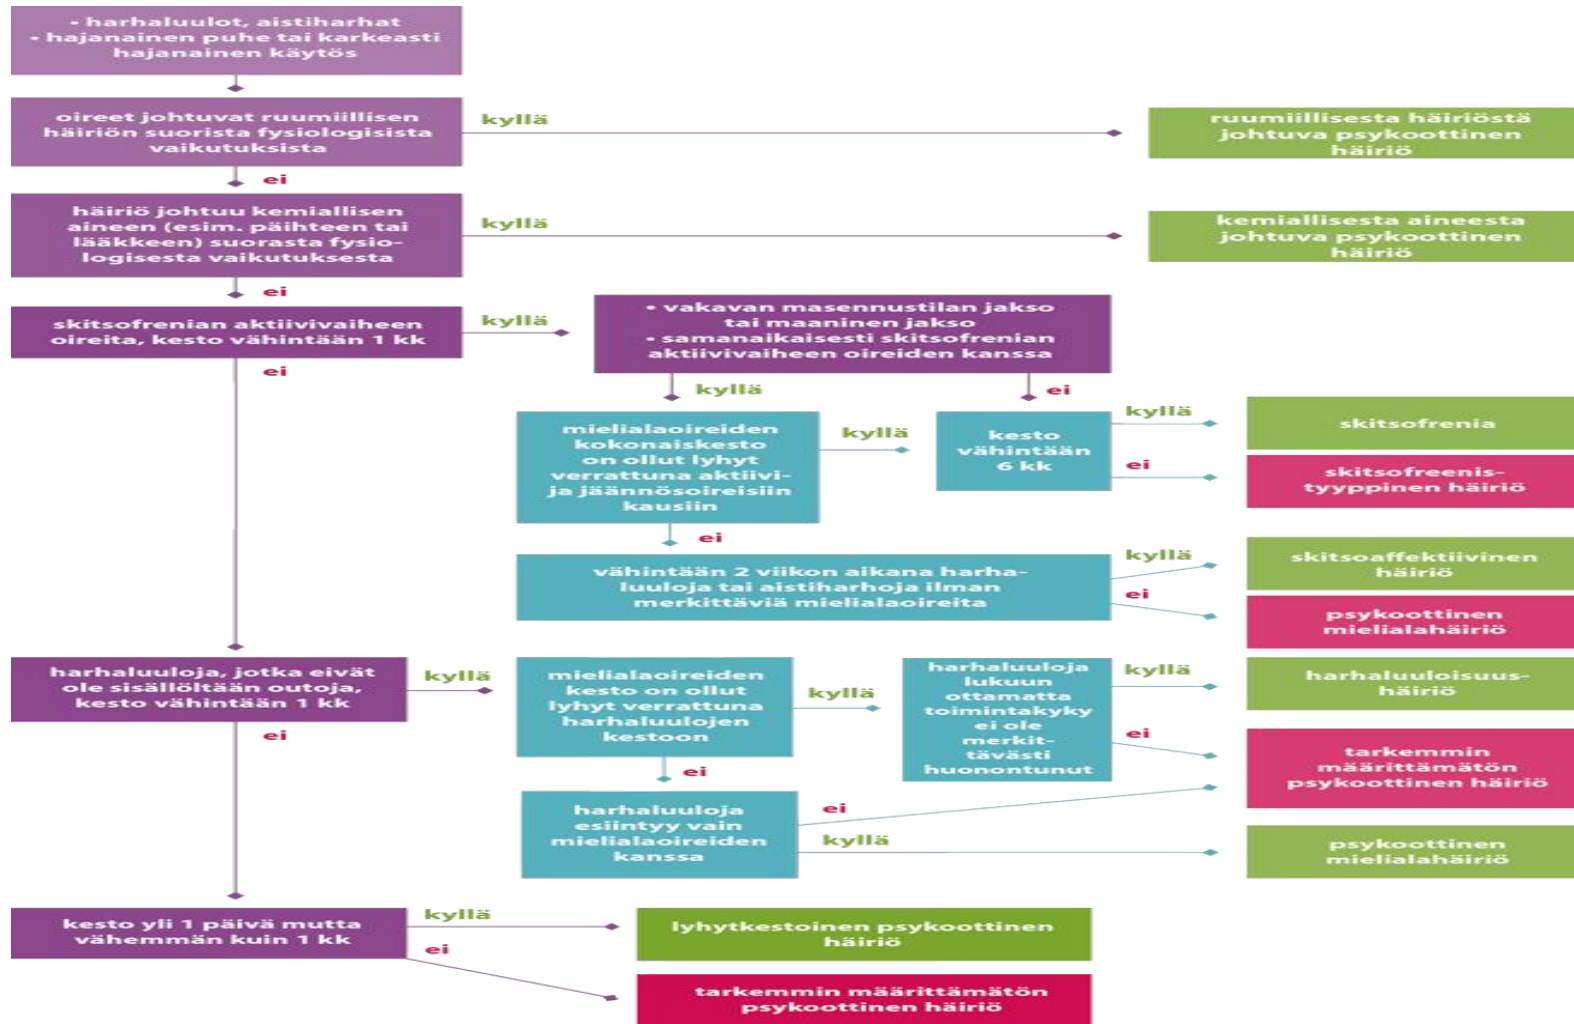 • harhaluulot, aistiharhat
• hajanainen puhe tai karkeasti
hajanainen käytös
oireet johtuvat ruumiillisen
häiriön suorista fysiologisista
vaikutuksista
kyllä
ruumiillisesta häiriöstä
johtuva psykoottinen
häiriö
ei
häiriö johtuu kemiallisen
aineen (esim. päihteen tai
lääkkeen) suorasta fysio-
logisesta vaikutuksesta
kyllä
kemiallisesta aineesta
johtuva psykoottinen
häiriö
ei
skitsofrenian aktiivivaiheen
oireita, kesto vähintään 1 kk
kyllä
• vakavan masennustilan jakso
tai maaninen jakso
• samanaikaisesti skitsofrenian
aktiivivaiheen oireiden kanssa
ei
kyllä
ei
mielialaoireiden
kokonaiskesto
on ollut lyhyt
verrattuna aktiivi-
ja jäännösoireisiin
kausiin
kyllä
kesto
vähintään
6 kk
kyllä
skitsofrenia
ei
skitsofreenis-
tyyppinen häiriö
ei
vähintään 2 viikon aikana harha-
luuloja tai aistiharhoja ilman
merkittäviä mielialaoireita
kyllä
skitsoaffektiivinen
häiriö
ei
psykoottinen
mielialahäiriö
harhaluuloja, jotka eivät
ole sisällöltään outoja,
kesto vähintään 1 kk
kyllä
mielialaoireiden
kesto on ollut
lyhyt verrattuna
harhaluulojen
kestoon
kyllä
harhaluuloja
lukuun
ottamatta
toimintakyky
ei ole
merkit-
tävästi
huonontunut
kyllä
harhaluuloisuus-
häiriö
ei
tarkemmin
määrittämätön
psykoottinen häiriö
ei
ei
harhaluuloja
esiintyy vain
mielialaoireiden
kanssa
ei
kyllä
psykoottinen
mielialahäiriö
kesto yli 1 päivä mutta
vähemmän kuin 1 kk
kyllä
lyhytkestoinen psykoottinen
häiriö
ei
tarkemmin määrittämätön
psykoottinen häiriö